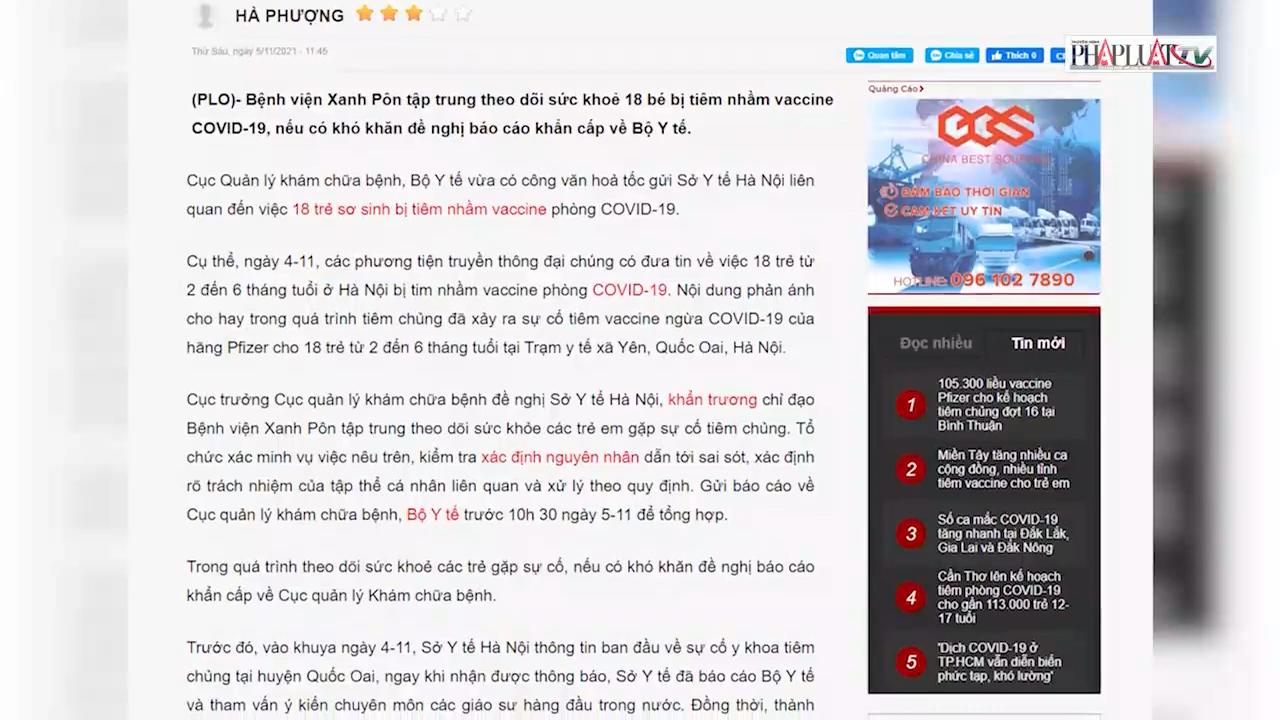 HÀ PHƯỢNG
Thứ Sáu, ngày 5/11/2021 - 11:45
Quan tâm
Chia sẻ
Thích 0
PHÁPLUẬT TV
(PLO)- Bệnh viện Xanh Pôn tập trung theo dõi sức khoẻ 18 bé bị tiêm nhầm vaccine
COVID-19, nếu có khó khăn đề nghị báo cáo khẩn cấp về Bộ Y tế.
Cục Quản lý khám chữa bệnh, Bộ Y tế vừa có công văn hoả tốc gửi Sở Y tế Hà Nội liên
quan đến việc 18 trẻ sơ sinh bị tiêm nhầm vaccine phòng COVID-19.
Cụ thể, ngày 4-11, các phương tiện truyền thông đại chúng có đưa tin về việc 18 trẻ từ
2 đến 6 tháng tuổi ở Hà Nội bị tim nhầm vaccine phòng COVID-19. Nội dung phản ánh
cho hay trong quá trình tiêm chủng đã xảy ra sự cố tiêm vaccine ngừa COVID-19 của
hãng Pfizer cho 18 trẻ từ 2 đến 6 tháng tuổi tại Trạm y tế xã Yên, Quốc Oai, Hà Nội.
Cục trưởng Cục quản lý khám chữa bệnh đề nghị Sở Y tế Hà Nội, khẩn trương chỉ đạo
Bệnh viện Xanh Pôn tập trung theo dõi sức khỏe các trẻ em gặp sự cố tiêm chủng. Tổ
chức xác minh vụ việc nêu trên, kiểm tra xác định nguyên nhân dẫn tới sai sót, xác định
rõ trách nhiệm của tập thể cá nhân liên quan và xử lý theo quy định. Gửi báo cáo về
Cục quản lý khám chữa bệnh, Bộ Y tế trước 10h 30 ngày 5-11 để tổng hợp.
Trong quá trình theo dõi sức khoẻ các trẻ gặp sự cố, nếu có khó khăn đề nghị báo cáo
khẩn cấp về Cục quản lý Khám chữa bệnh.
Trước đó, vào khuya ngày 4-11, Sở Y tế Hà Nội thông tin ban đầu về sự cố y khoa tiêm
chủng tại huyện Quốc Oai, ngay khi nhận được thông báo, Sở Y tế đã báo cáo Bộ Y tế
và tham vấn ý kiến chuyên môn các giáo sư hàng đầu trong nước. Đồng thời, thành
Quảng Cáo
CHINA BEST
ĐẢM BẢO THỜI GIAN
CAM KẾT UY TÍN
HOTLINE: 096 102 7890
Đọc nhiều
Tin mới
1
105.300 liều vaccine
Pfizer cho kế hoạch
tiêm chủng đợt 16 tại
Bình Thuận
2
Miền Tây tăng nhiều ca
cộng đồng, nhiều tỉnh
tiêm vaccine cho trẻ em
3
Số ca mắc COVID-19
tăng nhanh tại Đắk Lắk,
Gia Lai và Đắk Nông
4
Cần Thơ lên kế hoạch
tiêm phòng COVID-19
cho gần 113.000 trẻ 12-
17 tuổi
5
'Dịch COVID-19 ở
TP.HCM vẫn diễn biến
phức tạp, khó lường'